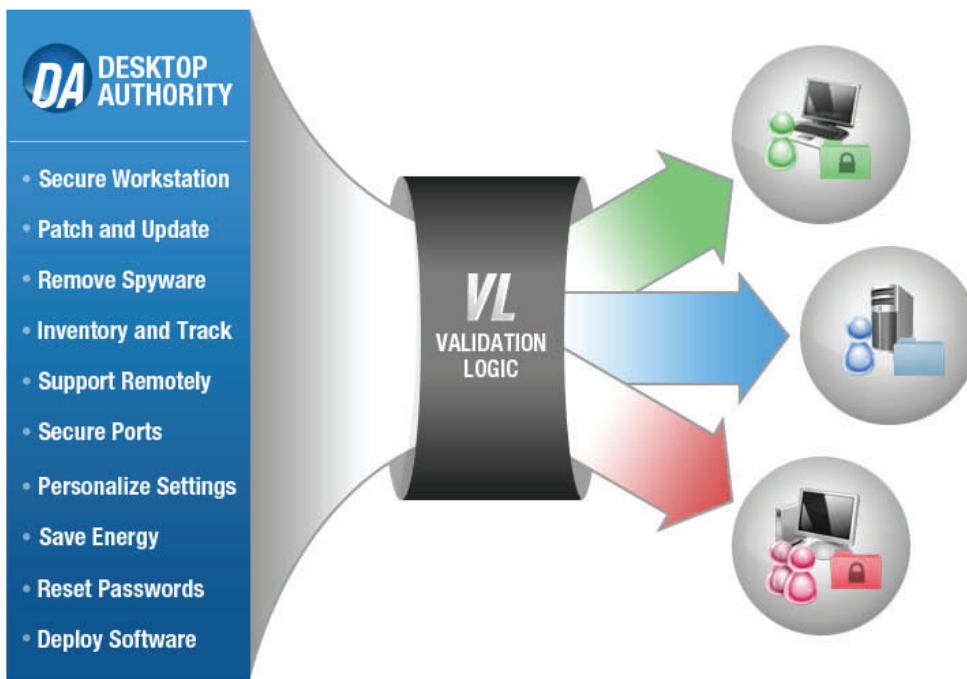 DA DESKTOP
AUTHORITY
• Secure Workstation
• Patch and Update
• Remove Spyware
• Inventory and Track
• Support Remotely
• Secure Ports
• Personalize Settings
• Save Energy
• Reset Passwords
• Deploy Software
VL
VALIDATION
LOGIC